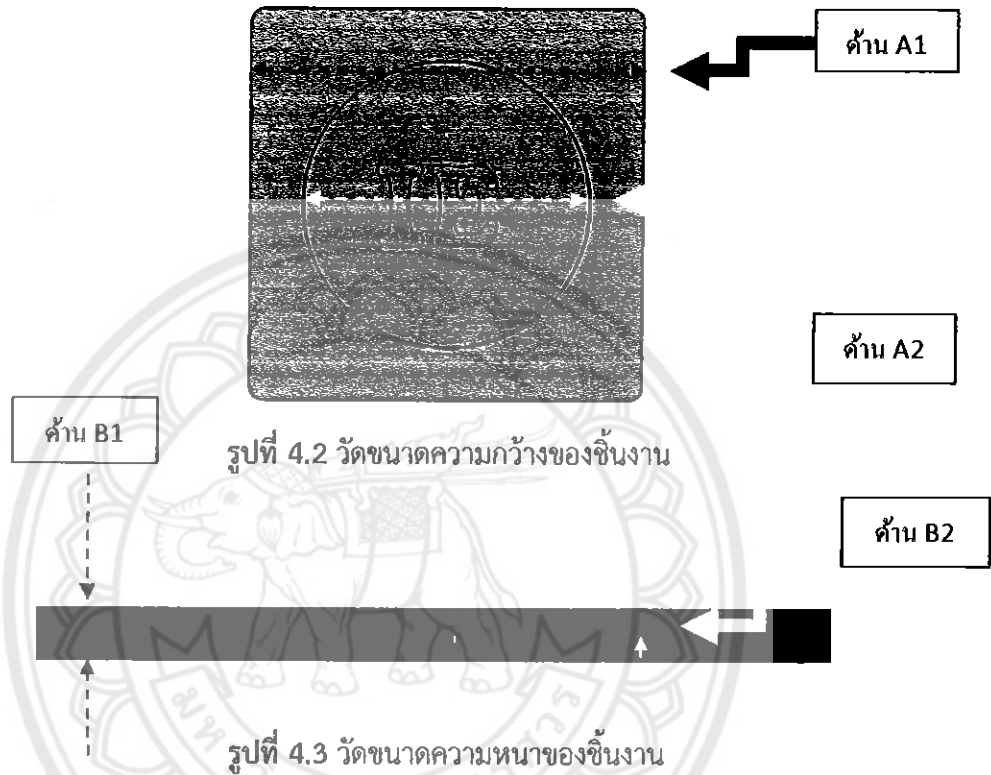 ด้าน A1
ด้าน A2
ด้าน B1
รูปที่ 4.2 วัดขนาดความกว้างของชิ้นงาน
ด้าน B2
รูปที่ 4.3 วัดขนาดความหนาของชิ้นงาน